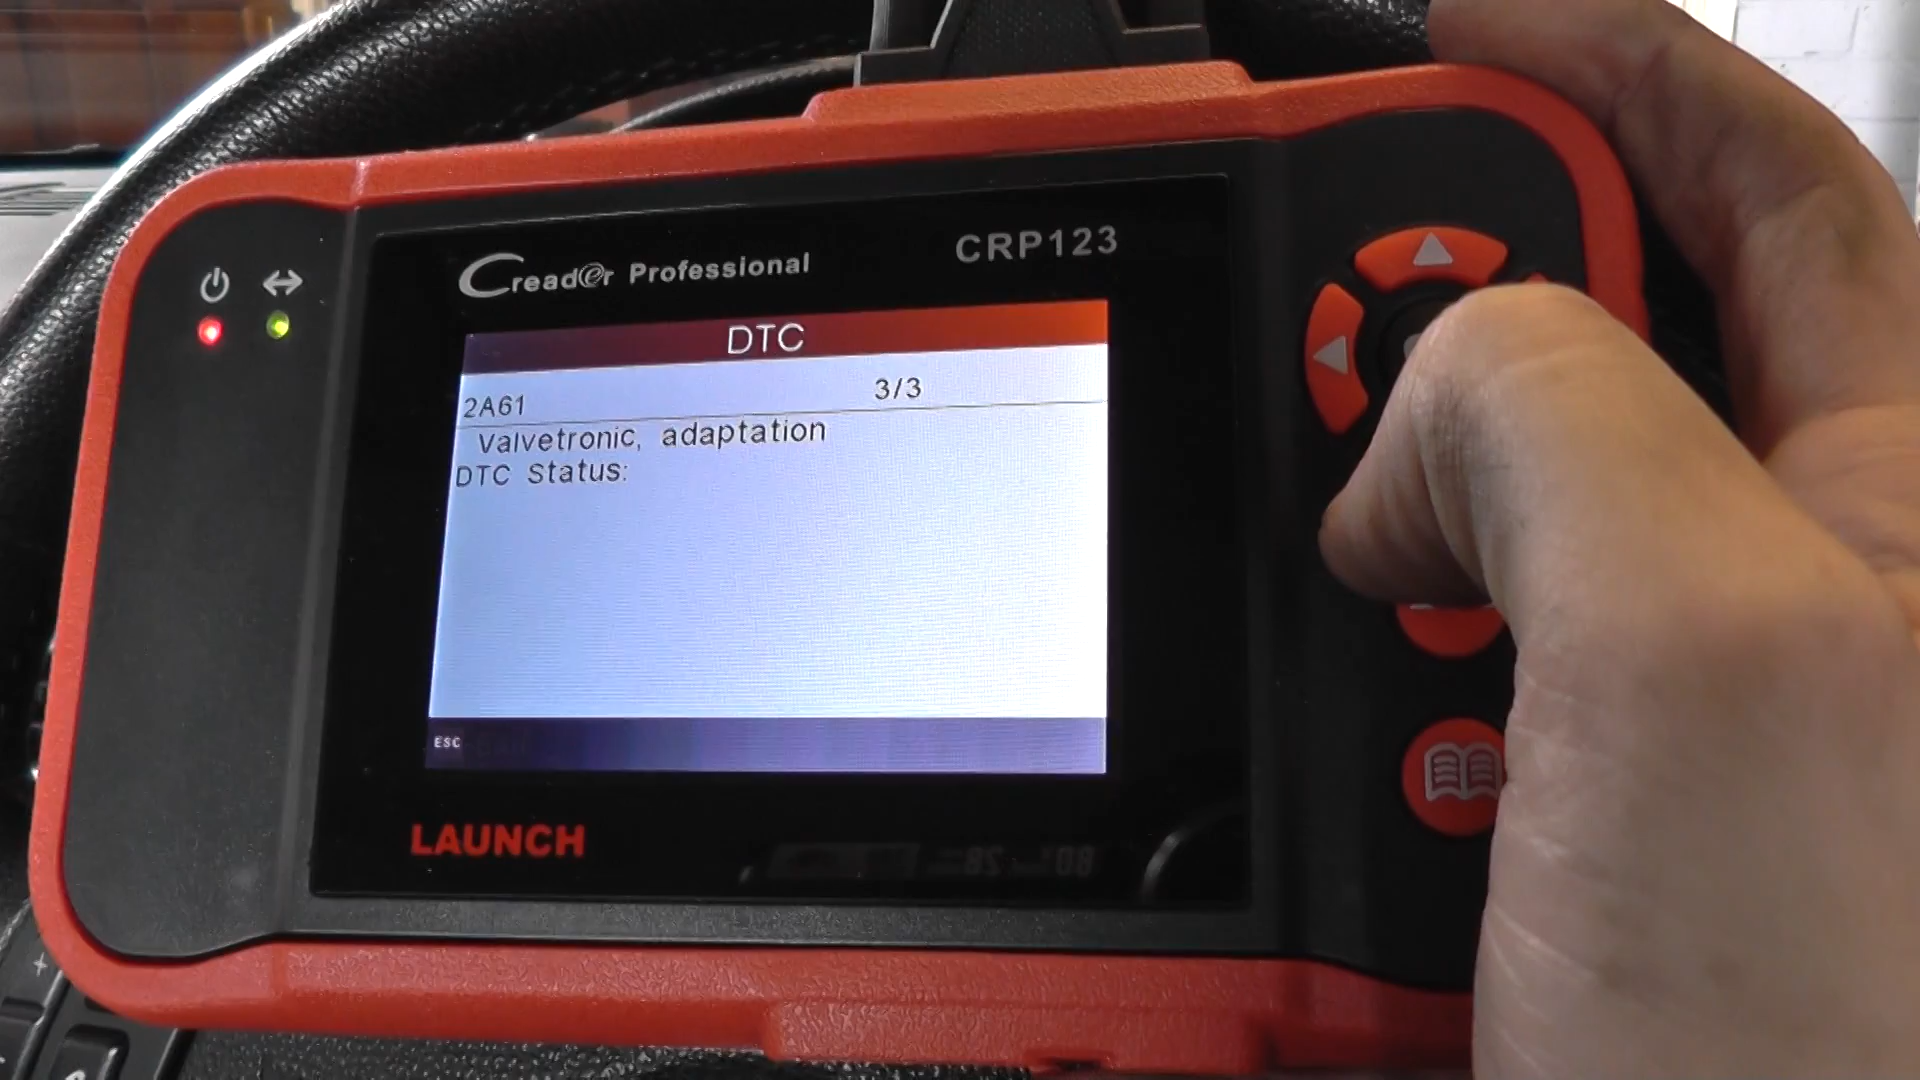 Creader Professional
CRP123
DTC
2A61
3/3
Valvetronic, adaptation
DTC Status:
ESC
LAUNCH